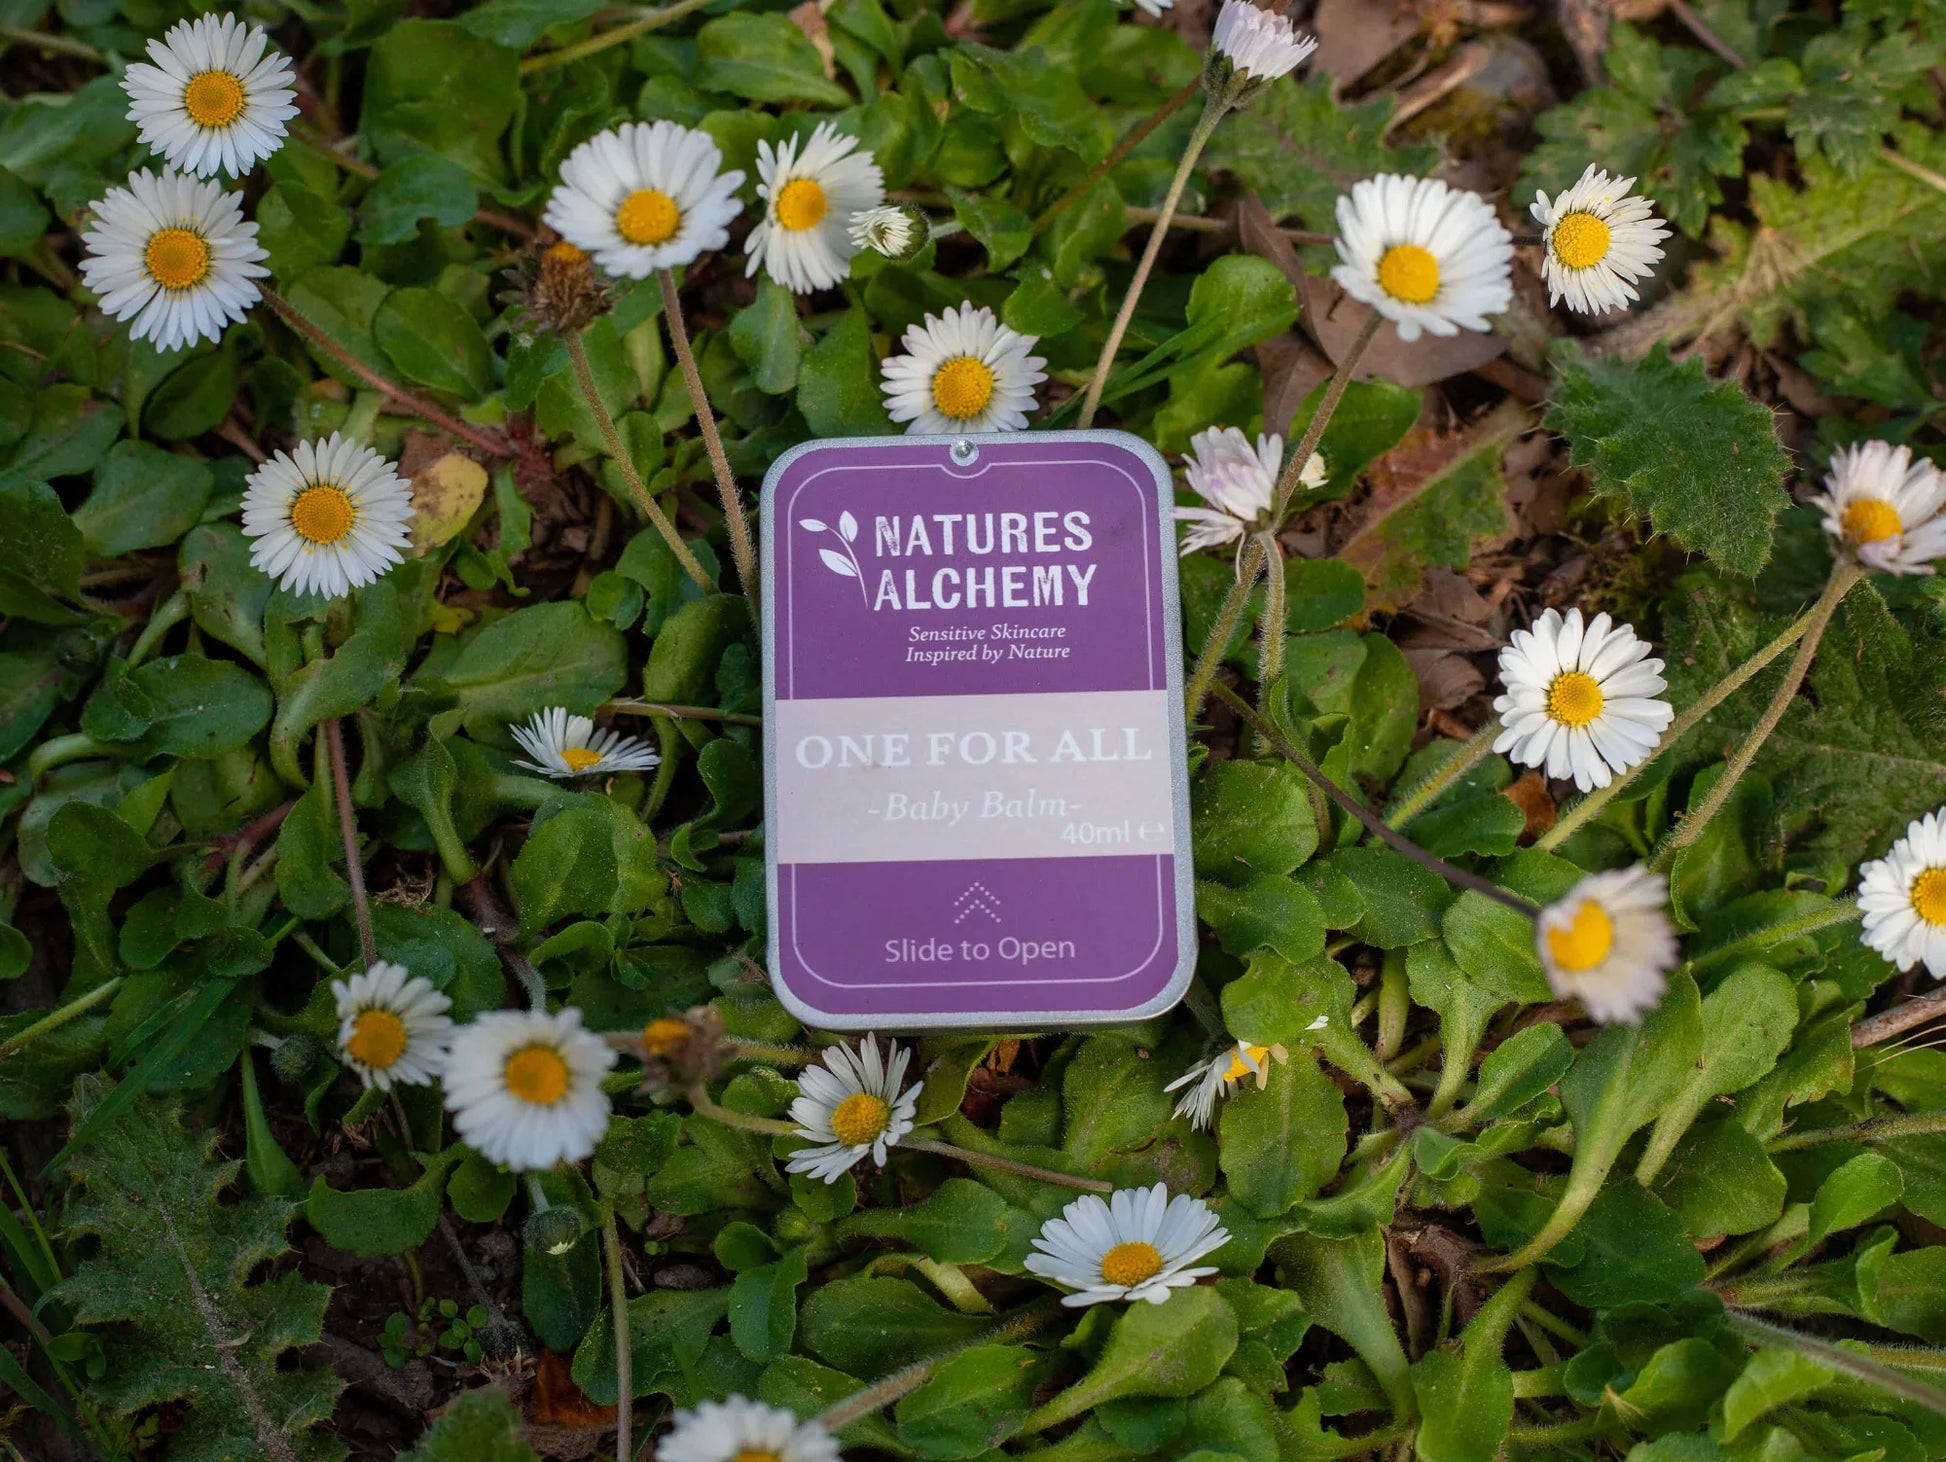 NATURES
ALCHEMY
Sensitive Skincare
Inspired by Nature
ONE FOR ALL
-Baby Balm-
40ml ℮
Slide to Open